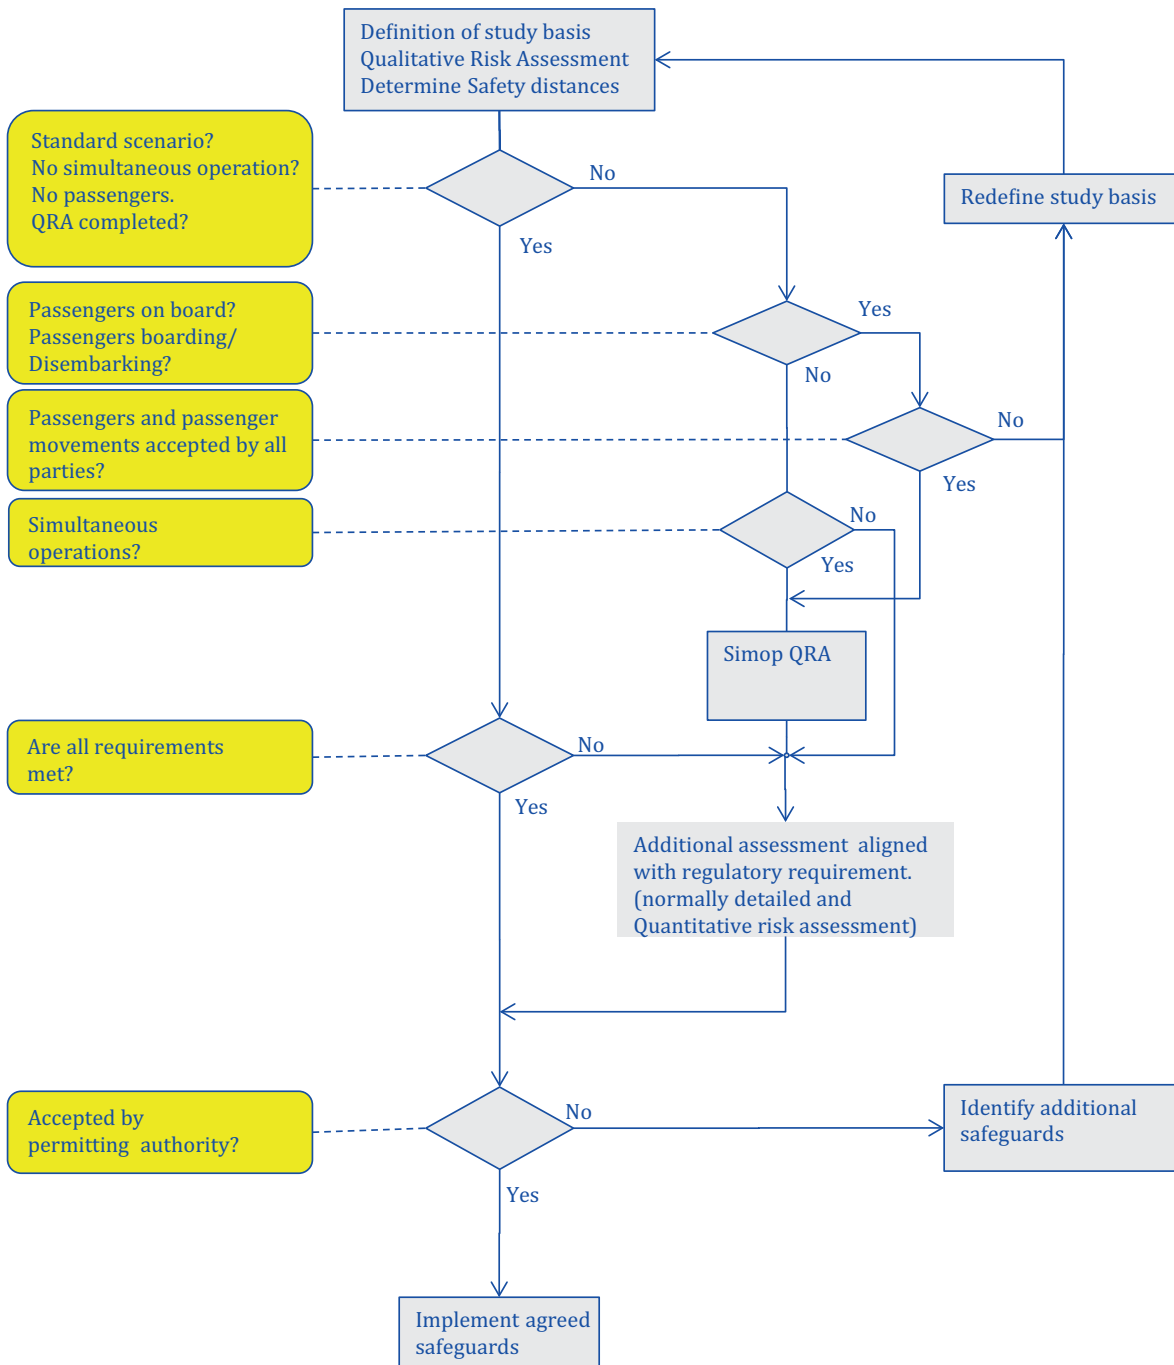 Definition of study basis
Qualitative Risk Assessment
Determine Safety distances
Standard scenario?
No simultaneous operation?
No passengers.
QRA completed?
No
Yes
Redefine study basis
Passengers on board?
Passengers boarding/
Disembarking?
Yes
No
Passengers and passenger
movements accepted by all
parties?
No
Yes
Simultaneous
operations?
No
Yes
Simop QRA
Are all requirements
met?
No
Yes
Additional assessment aligned
with regulatory requirement.
(normally detailed and
Quantitative risk assessment)
Accepted by
permitting authority?
No
Yes
Identify additional
safeguards
Implement agreed
safeguards